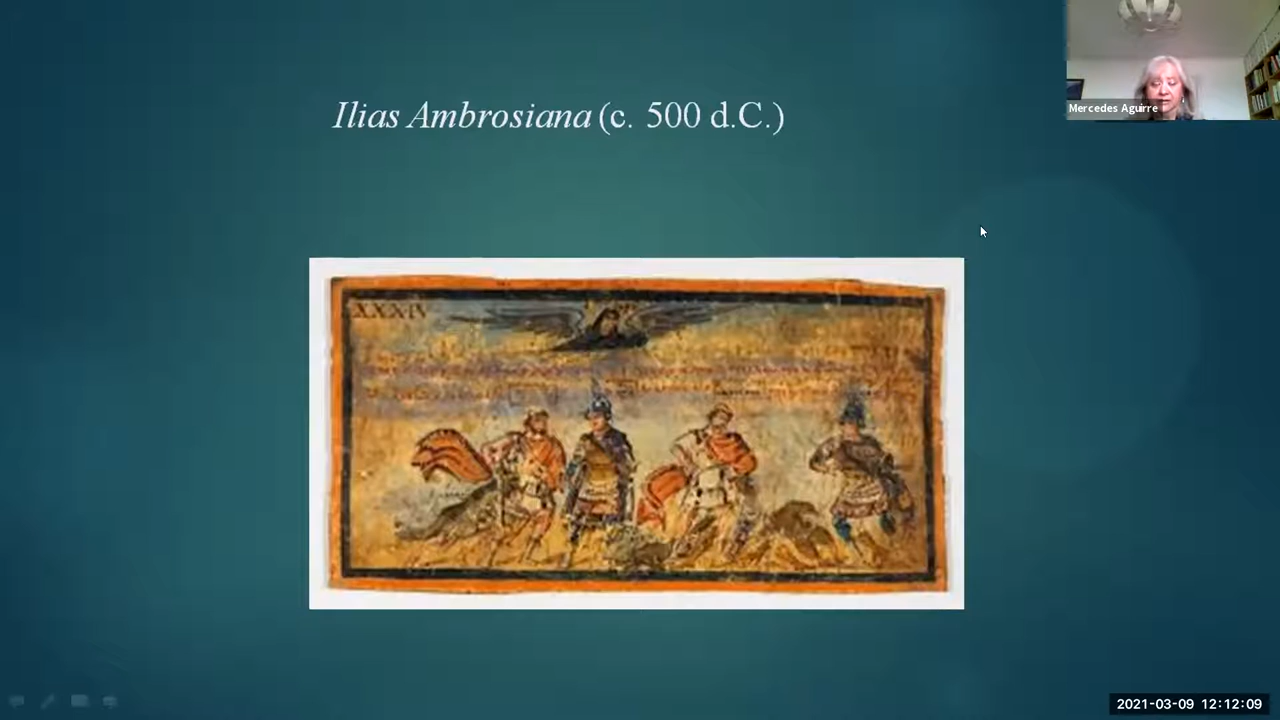 Ilias Ambrosiana (c. 500 d.C.)
Mercedes Aguirre
XXXIV
2021-03-09 12:12:09